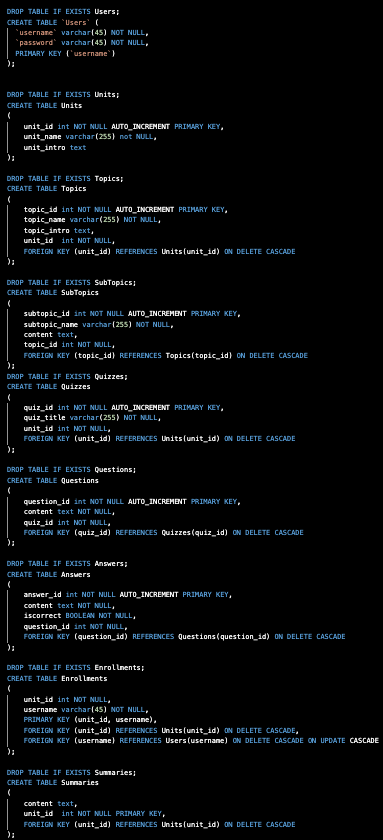 DROP TABLE IF EXISTS Users;
CREATE TABLE `Users` (
`username` varchar(45) NOT NULL,
`password` varchar(45) NOT NULL,
PRIMARY KEY (`username`)
);
DROP TABLE IF EXISTS Units;
CREATE TABLE Units
(
unit_id int NOT NULL AUTO_INCREMENT PRIMARY KEY,
unit_name varchar(255) not NULL,
unit_intro text
);
DROP TABLE IF EXISTS Topics;
CREATE TABLE Topics
(
topic_id int NOT NULL AUTO_INCREMENT PRIMARY KEY,
topic_name varchar(255) NOT NULL,
topic_intro text,
unit_id  int NOT NULL,
FOREIGN KEY (unit_id) REFERENCES Units(unit_id) ON DELETE CASCADE
);
DROP TABLE IF EXISTS SubTopics;
CREATE TABLE SubTopics
(
subtopic_id int NOT NULL AUTO_INCREMENT PRIMARY KEY,
subtopic_name varchar(255) NOT NULL,
content text,
topic_id int NOT NULL,
FOREIGN KEY (topic_id) REFERENCES Topics(topic_id) ON DELETE CASCADE
);
DROP TABLE IF EXISTS Quizzes;
CREATE TABLE Quizzes
(
quiz_id int NOT NULL AUTO_INCREMENT PRIMARY KEY,
quiz_title varchar(255) NOT NULL,
unit_id int NOT NULL,
FOREIGN KEY (unit_id) REFERENCES Units(unit_id) ON DELETE CASCADE
);
DROP TABLE IF EXISTS Questions;
CREATE TABLE Questions
(
question_id int NOT NULL AUTO_INCREMENT PRIMARY KEY,
content text NOT NULL,
quiz_id int NOT NULL,
FOREIGN KEY (quiz_id) REFERENCES Quizzes(quiz_id) ON DELETE CASCADE
);
DROP TABLE IF EXISTS Answers;
CREATE TABLE Answers
(
answer_id int NOT NULL AUTO_INCREMENT PRIMARY KEY,
content text NOT NULL,
iscorrect BOOLEAN NOT NULL,
question_id int NOT NULL,
FOREIGN KEY (question_id) REFERENCES Questions(question_id) ON DELETE CASCADE
);
DROP TABLE IF EXISTS Enrollments;
CREATE TABLE Enrollments
(
unit_id int NOT NULL,
username varchar(45) NOT NULL,
PRIMARY KEY (unit_id, username),
FOREIGN KEY (unit_id) REFERENCES Units(unit_id) ON DELETE CASCADE,
FOREIGN KEY (username) REFERENCES Users(username) ON DELETE CASCADE ON UPDATE CASCADE
);
DROP TABLE IF EXISTS Summaries;
CREATE TABLE Summaries
(
content text,
unit_id  int NOT NULL PRIMARY KEY,
FOREIGN KEY (unit_id) REFERENCES Units(unit_id) ON DELETE CASCADE
);